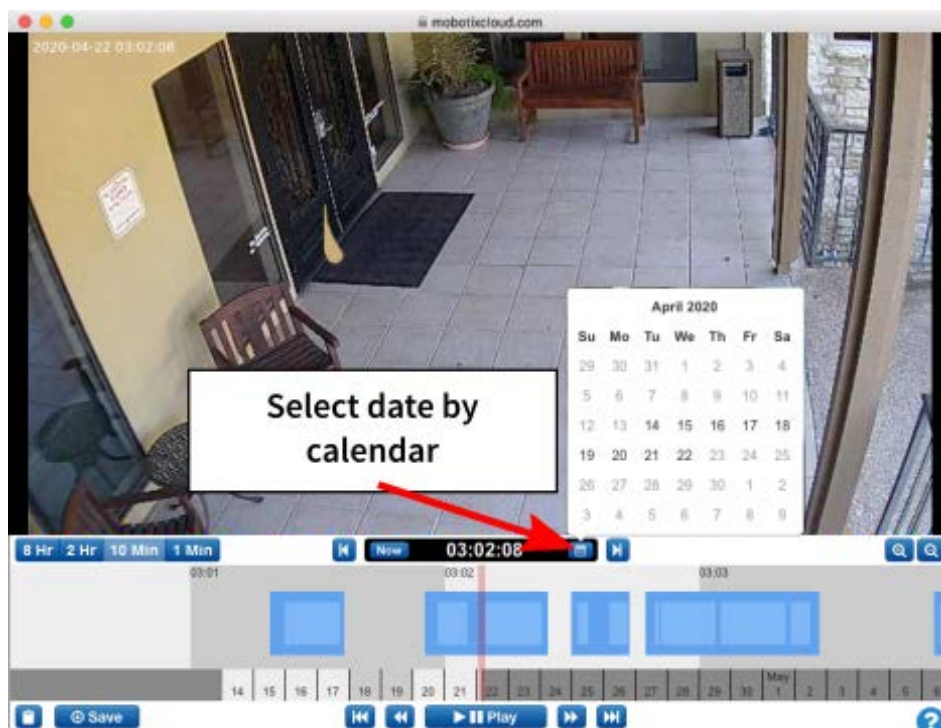 mobotixcloud.com
2020-04-22 03:02:08
April 2020
Su Mo Tu We Th Fr Sa
29 30 31 1 2 3 4
5 6 7 8 9 10 11
12 13 14 15 16 17 18
19 20 21 22 23 24 25
26 27 28 29 30 1 2
3 4 5 6 7 8 9
Select date by
calendar
8 Hr 2 Hr 10 Min 1 Min
Now 03:02:08
03:01 03:02 03:03
May
14 15 16 17 18 19 20 21 22 23 24 25 26 27 28 29 30 1 2 3 4 5 6
Save
Play
?